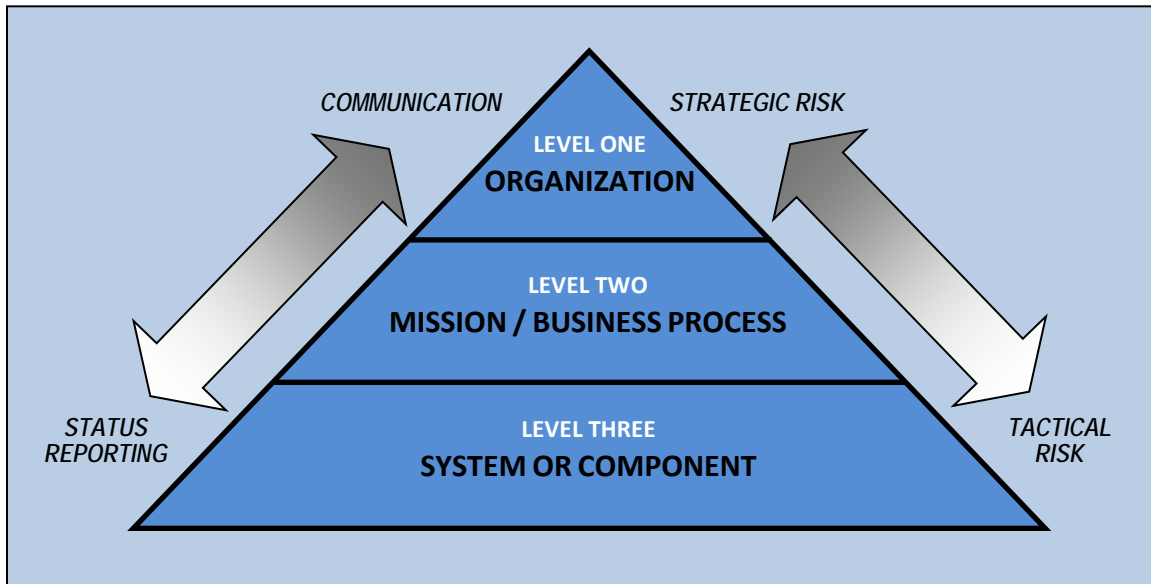 COMMUNICATION
STRATEGIC RISK
LEVEL ONE
ORGANIZATION
LEVEL TWO
MISSION / BUSINESS PROCESS
STATUS
REPORTING
LEVEL THREE
SYSTEM OR COMPONENT
TACTICAL
RISK